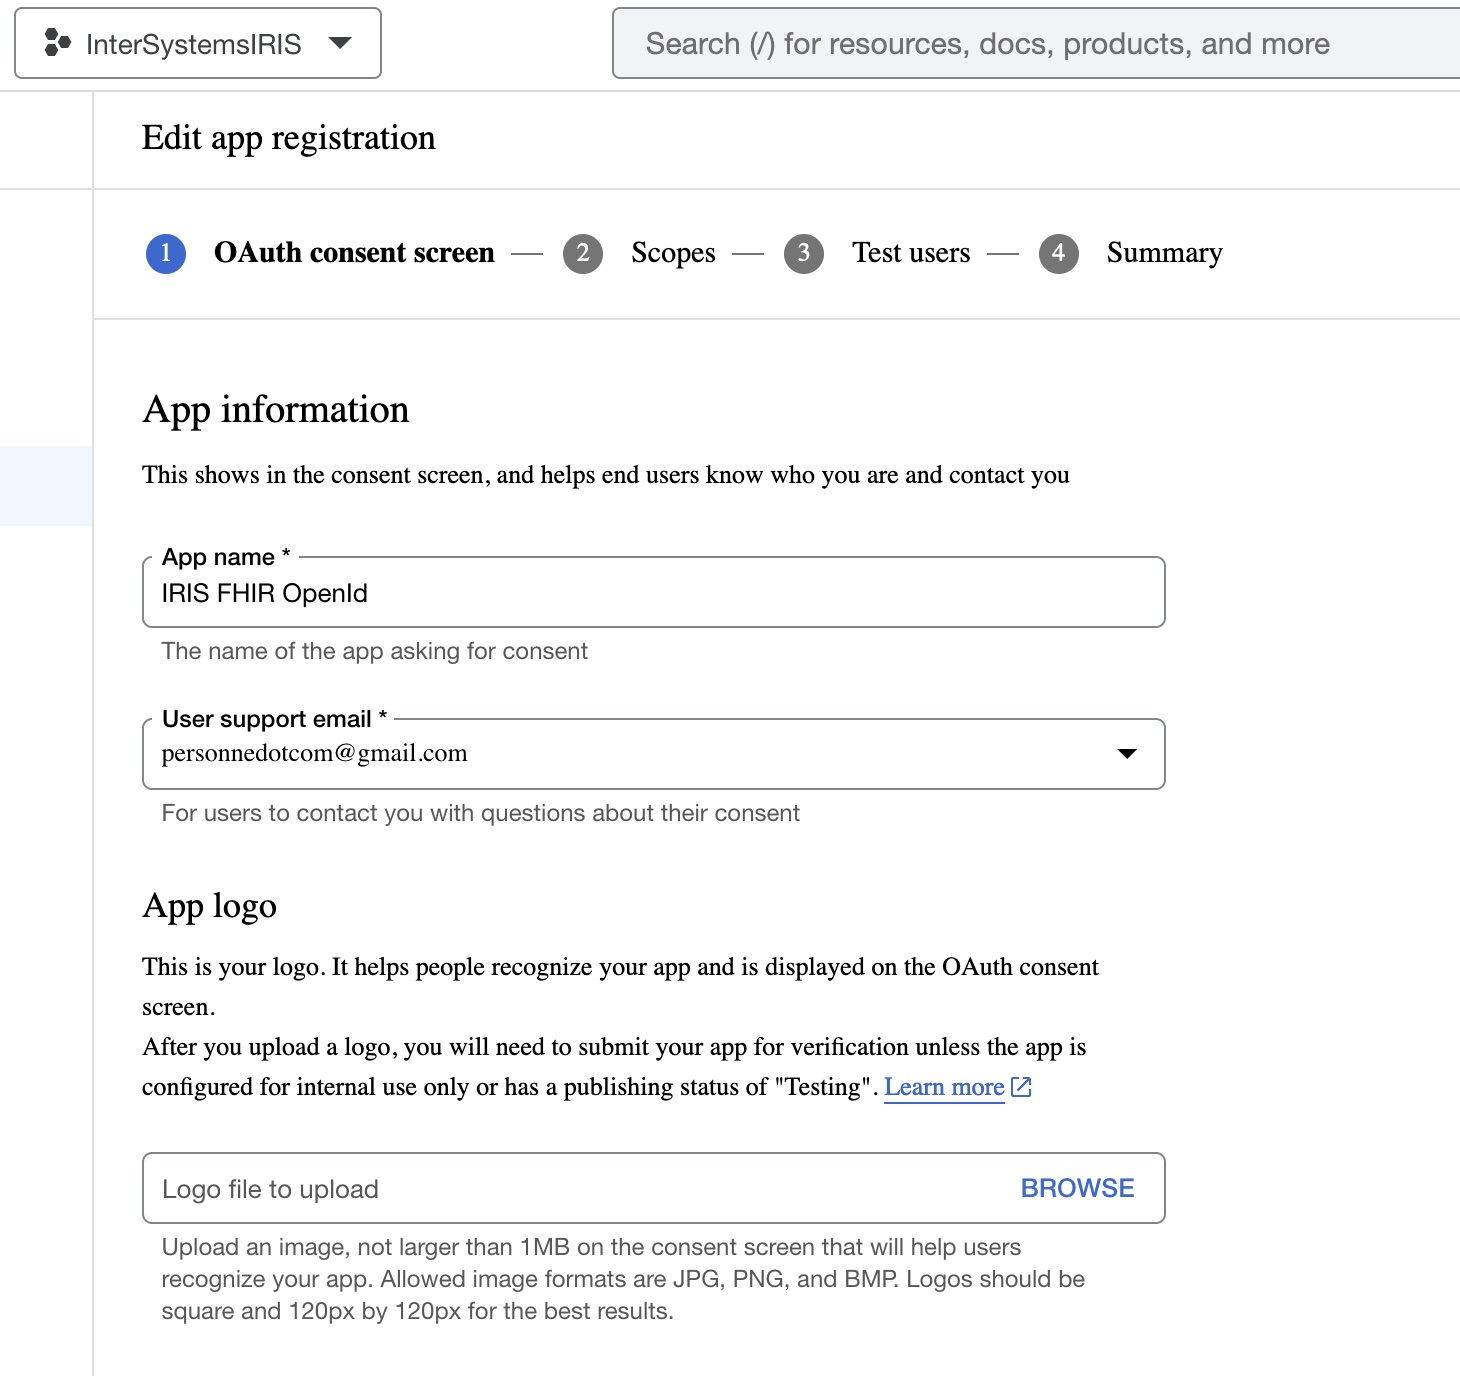 InterSystemsIRIS
Search (/) for resources, docs, products, and more
Edit app registration
1 OAuth consent screen — 2 Scopes — 3 Test users — 4 Summary
App information
This shows in the consent screen, and helps end users know who you are and contact you
App name *
IRIS FHIR OpenId
The name of the app asking for consent
User support email *
personnedotcom@gmail.com
For users to contact you with questions about their consent
App logo
This is your logo. It helps people recognize your app and is displayed on the OAuth consent
screen.
After you upload a logo, you will need to submit your app for verification unless the app is
configured for internal use only or has a publishing status of "Testing". Learn more
Logo file to upload BROWSE
Upload an image, not larger than 1MB on the consent screen that will help users
recognize your app. Allowed image formats are JPG, PNG, and BMP. Logos should be
square and 120px by 120px for the best results.